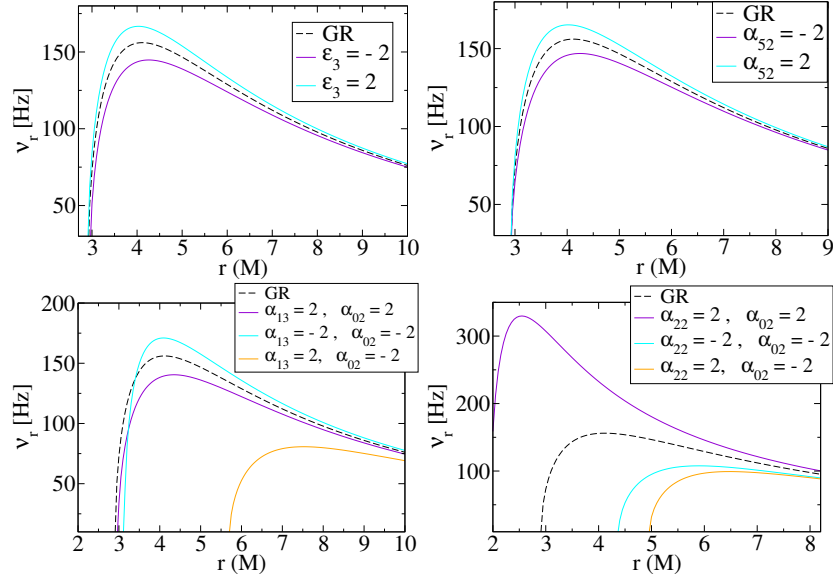 GR
ε₃ = - 2
ε₃ = 2
150
100
50
ν_r [Hz]
3 4 5 6 7 8 9 10
r (M)
GR
α₅₂ = - 2
α₅₂ = 2
150
100
50
ν_r [Hz]
3 4 5 6 7 8 9
r (M)
GR
α₁₃ = 2 , α₀₂ = 2
α₁₃ = - 2 , α₀₂ = - 2
α₁₃ = 2, α₀₂ = - 2
200
150
100
50
ν_r [Hz]
2 3 4 5 6 7 8 9 10
r (M)
GR
α₂₂ = 2 , α₀₂ = 2
α₂₂ = - 2 , α₀₂ = - 2
α₂₂ = 2, α₀₂ = - 2
300
200
100
ν_r [Hz]
2 3 4 5 6 7 8
r (M)